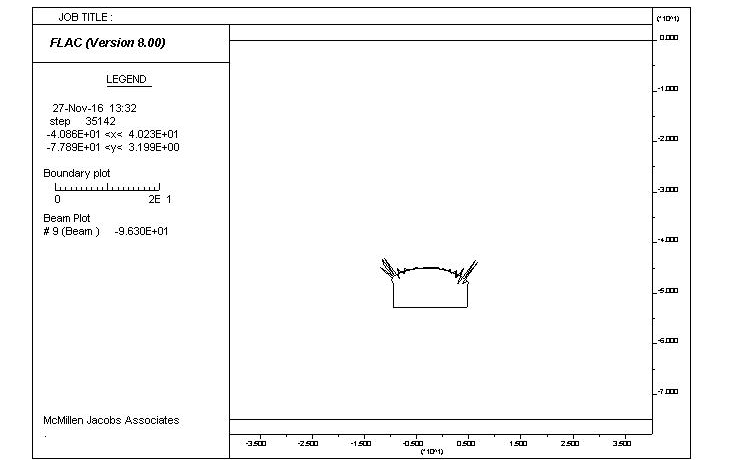 JOB TITLE :
FLAC (Version 8.00)
LEGEND
27-Nov-16 13:32
step 35142
-4.086E+01 <x< 4.023E+01
-7.789E+01 <y< 3.199E+00
Boundary plot
0 2E 1
Beam Plot
# 9 (Beam ) -9.630E+01
McMillen Jacobs Associates
(*10^1)
0.000
-1.000
-2.000
-3.000
-4.000
-5.000
-6.000
-7.000
-3.500 -2.500 -1.500 -0.500 0.500 1.500 2.500 3.500
(*10^1)